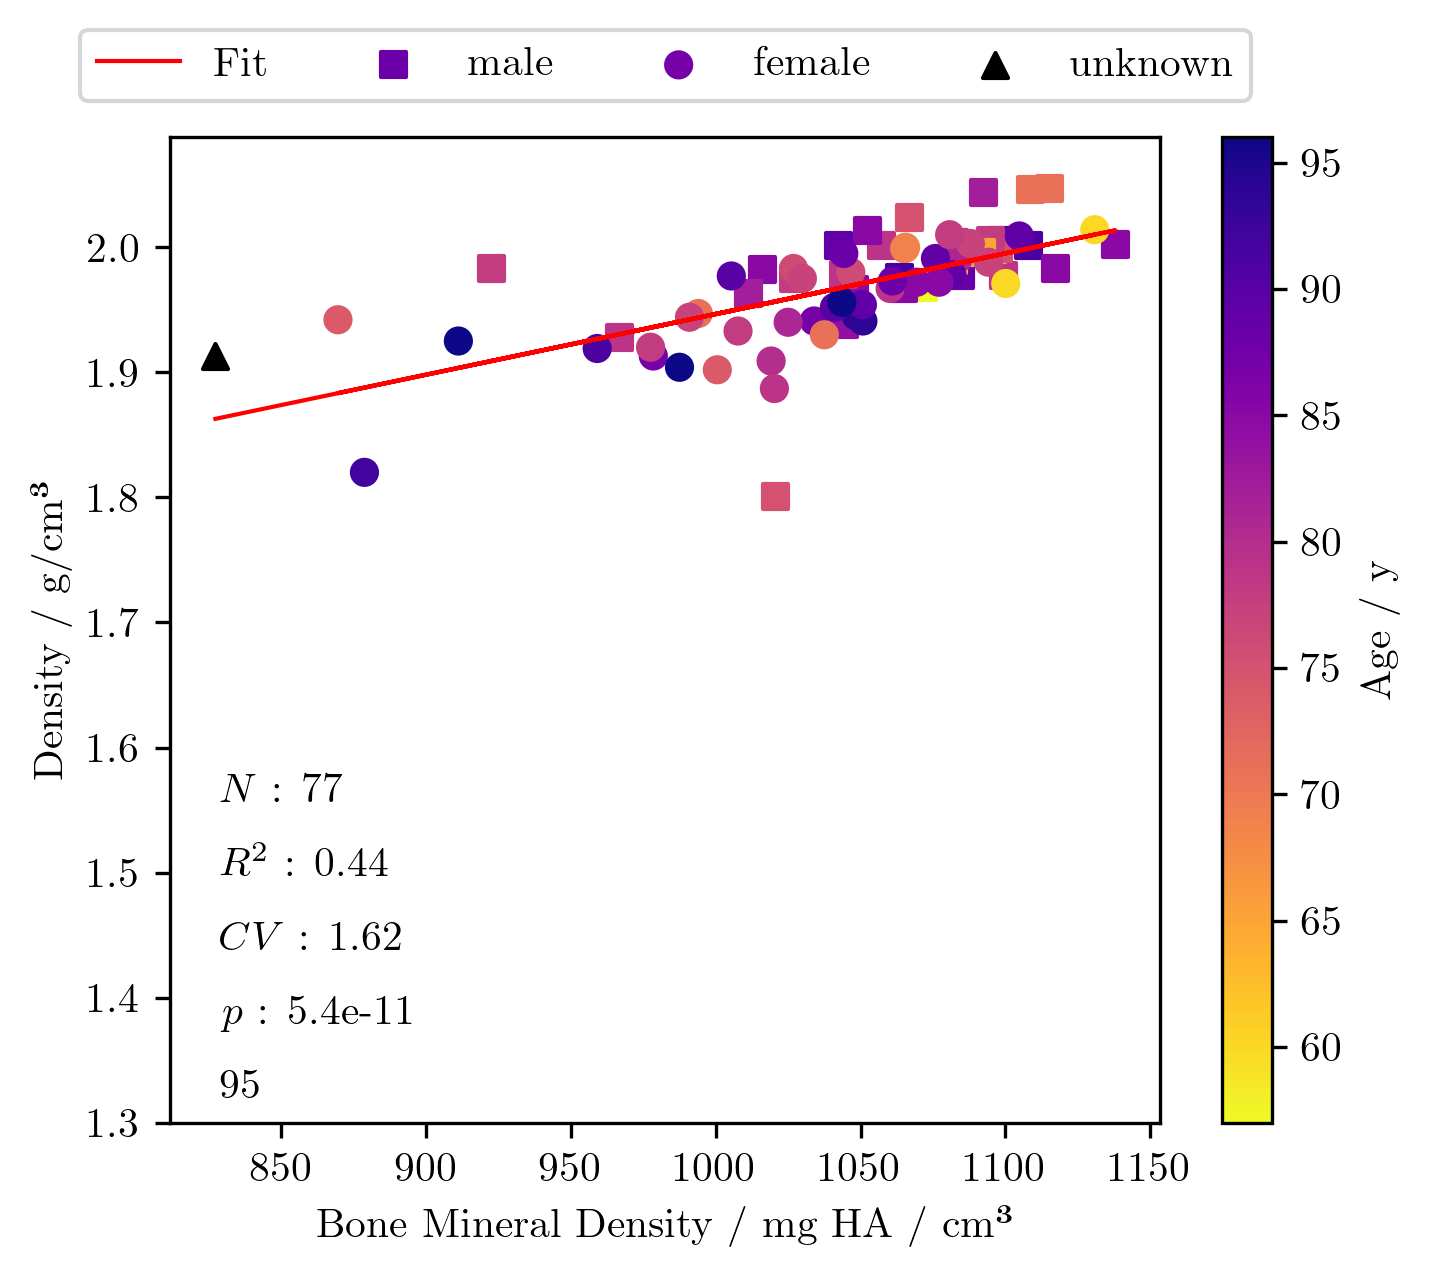 Fit male female unknown
Density / g/cm³
2.0
1.9
1.8
1.7
1.6
1.5
1.4
1.3
N : 77
R² : 0.44
CV : 1.62
p : 5.4e-11
95
850 900 950 1000 1050 1100 1150
Bone Mineral Density / mg HA / cm³
95
90
85
80
75
70
65
60
Age / y